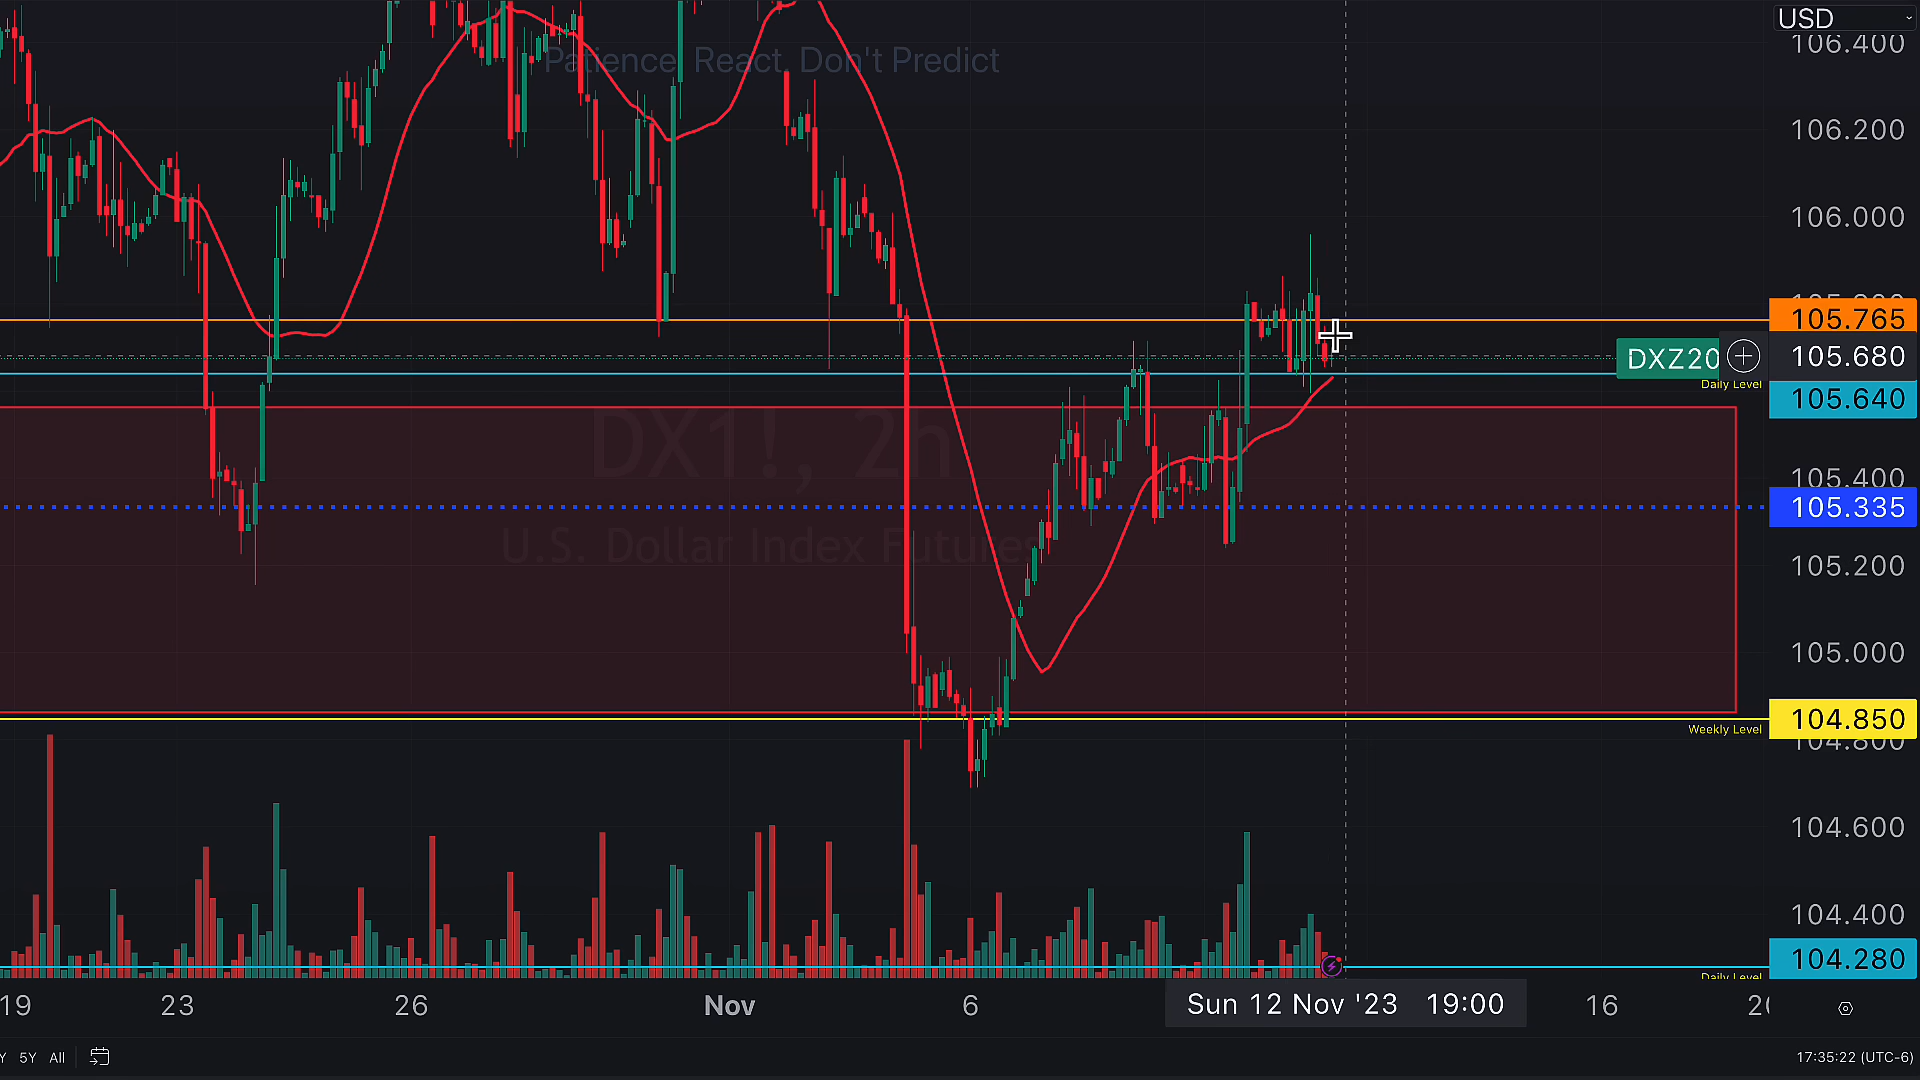 USD
106.400
Patience, React, Don't Predict
106.200
106.000
105.765
DXZ20
105.680
Daily Level
105.640
DX1!, 2h
105.400
105.335
U.S. Dollar Index Futures
105.200
105.000
104.850
Weekly Level
104.800
104.600
104.400
104.280
Daily Level
19 23 26 Nov 6 Sun 12 Nov '23 19:00 16
Y 5Y All
17:35:22 (UTC-6)